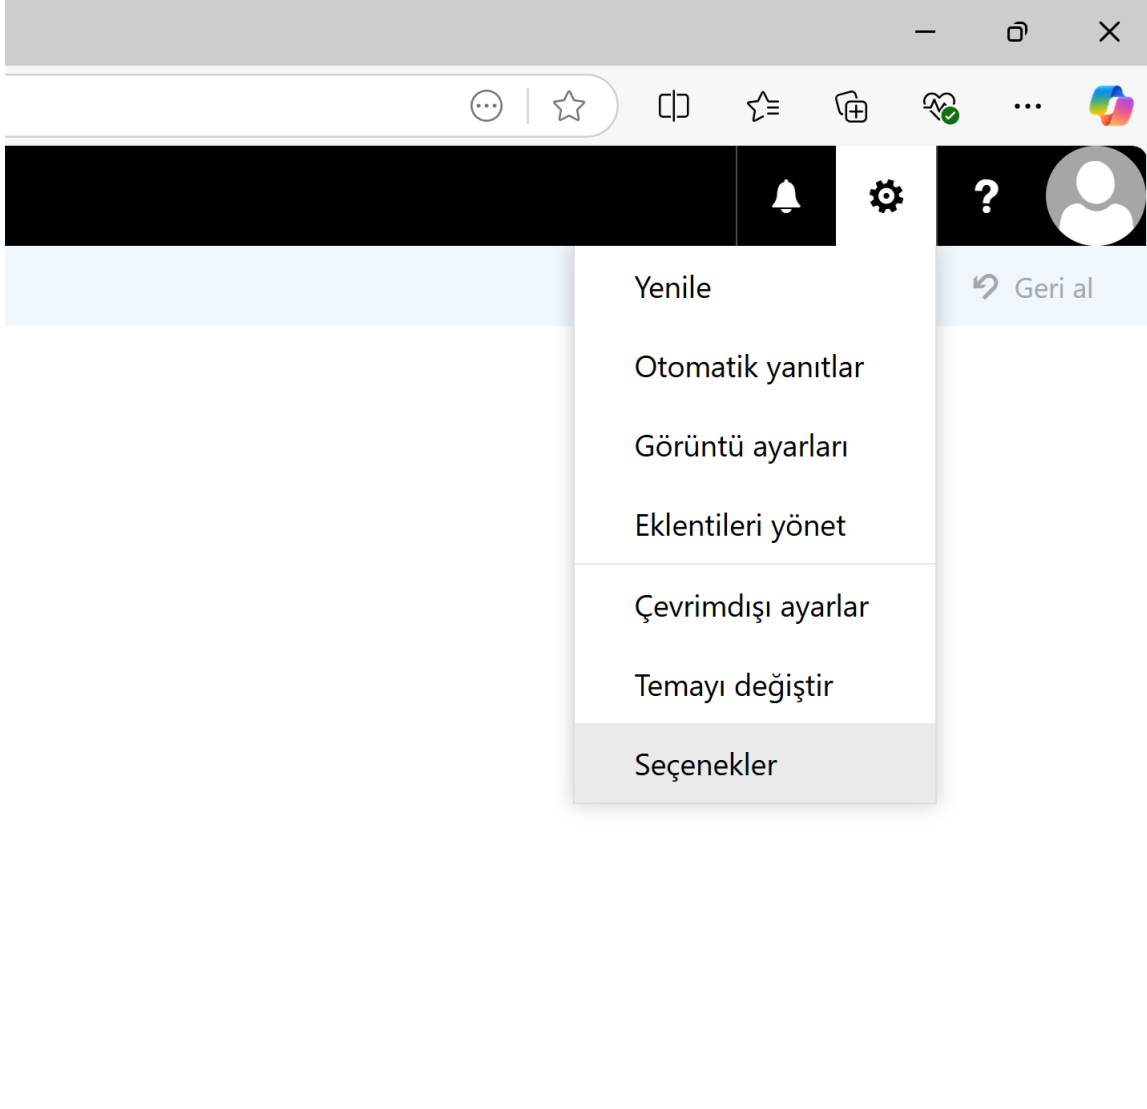 Yenile
Geri al
Otomatik yanıtlar
Görüntü ayarları
Eklentileri yönet
Çevrimdışı ayarlar
Temayı değiştir
Seçenekler